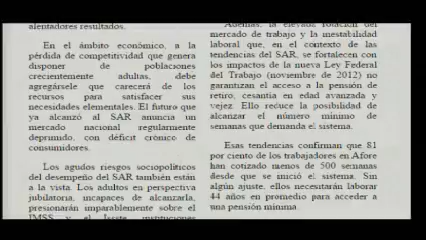 alentadores resultados.
En el ámbito económico, a la
pérdida de competitividad que genera
disponer de poblaciones
crecientemente adultas, debe
agregársele que carecerá de los
recursos para satisfacer sus
necesidades elementales. El futuro que
ya alcanzó al SAR anuncia un
mercado nacional regularmente
deprimido, con déficit crónico de
consumidores.
Los agudos riesgos sociopolíticos
del desempeño del SAR también están
a la vista. Los adultos en perspectiva
jubilatoria, incapaces de alcanzarla,
presionarán imparablemente sobre el
IMSS y el Issste, instituciones
Además, la elevada rotación del
mercado de trabajo y la inestabilidad
laboral que, en el contexto de las
tendencias del SAR, se fortalecen con
los impactos de la nueva Ley Federal
del Trabajo (noviembre de 2012) no
garantizan el acceso a la pensión de
retiro, cesantía en edad avanzada y
vejez. Ello reduce la posibilidad de
alcanzar el número mínimo de
semanas que demanda el sistema.
Esas tendencias confirman que 81
por ciento de los trabajadores en Afore
han cotizado menos de 500 semanas
desde que se inició el sistema. Sin
algún ajuste, ellos necesitarán laborar
44 años en promedio para acceder a
una pensión mínima.